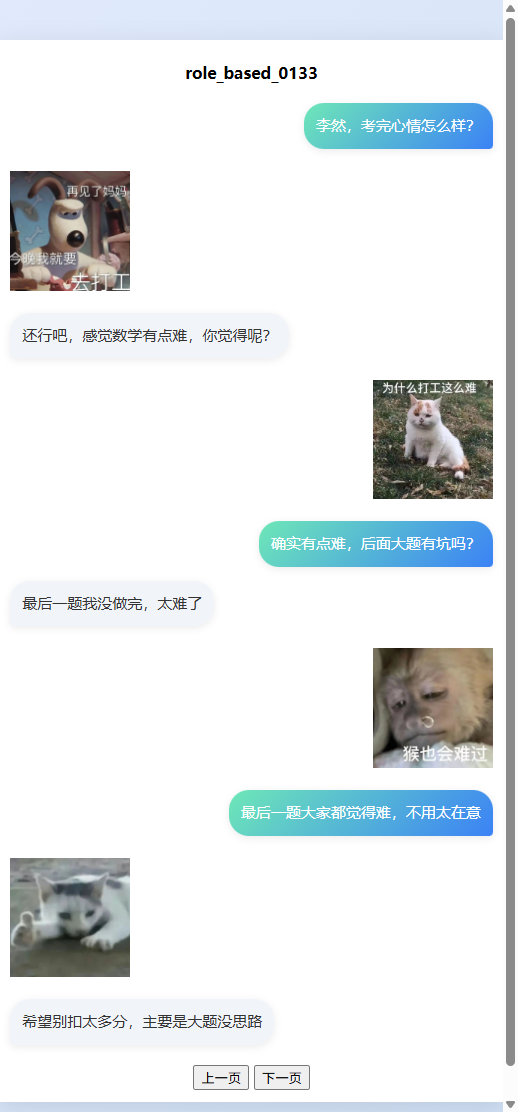 role_based_0133
李然，考完心情怎么样？
再见了妈妈
今晚我就要
去打工
还行吧，感觉数学有点难，你觉得呢？
为什么打工这么难
确实有点难，后面大题有坑吗？
最后一题我没做完，太难了
猴也会难过
最后一题大家都觉得难，不用太在意
希望别扣太多分，主要是大题没思路
上一页
下一页